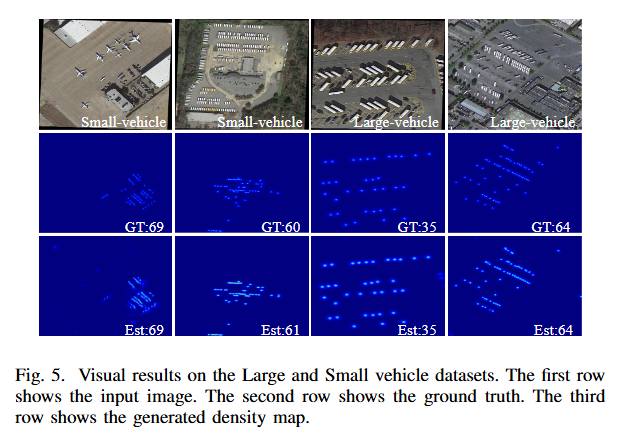 Small-vehicle Small-vehicle Large-vehicle Large-vehicle
GT:69 GT:60 GT:35 GT:64
Est:69 Est:61 Est:35 Est:64
Fig. 5. Visual results on the Large and Small vehicle datasets. The first row
shows the input image. The second row shows the ground truth. The third
row shows the generated density map.